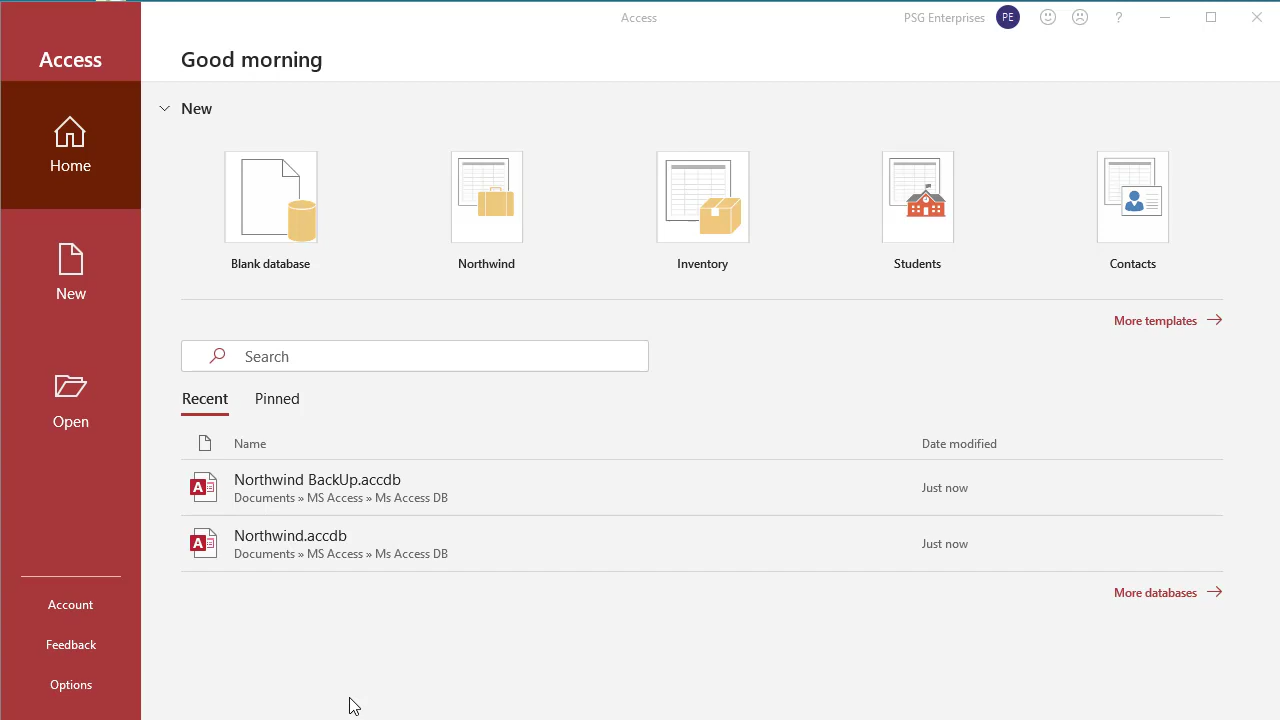 Access
PSG Enterprises PE ?
Access
Good morning
Home
New
Open
Account
Feedback
Options
New
Blank database
Northwind
Inventory
Students
Contacts
More templates
Search
Recent Pinned
Name Date modified
A Northwind BackUp.accdb
Documents » MS Access » Ms Access DB
Just now
A Northwind.accdb
Documents » MS Access » Ms Access DB
Just now
More databases